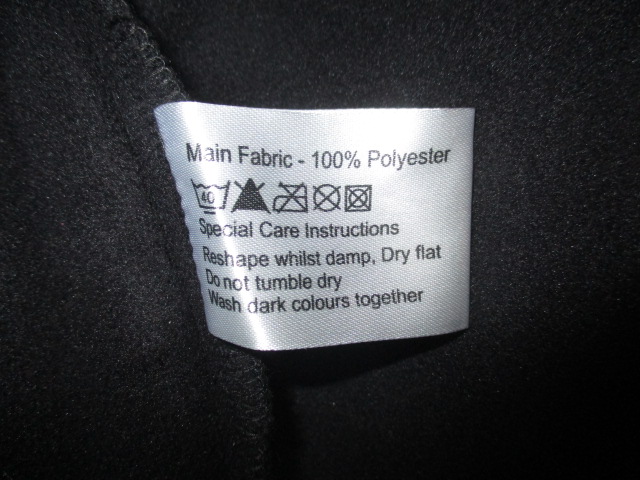 Main Fabric - 100% Polyester
40
Special Care Instructions
Reshape whilst damp, Dry flat
Do not tumble dry
Wash dark colours together